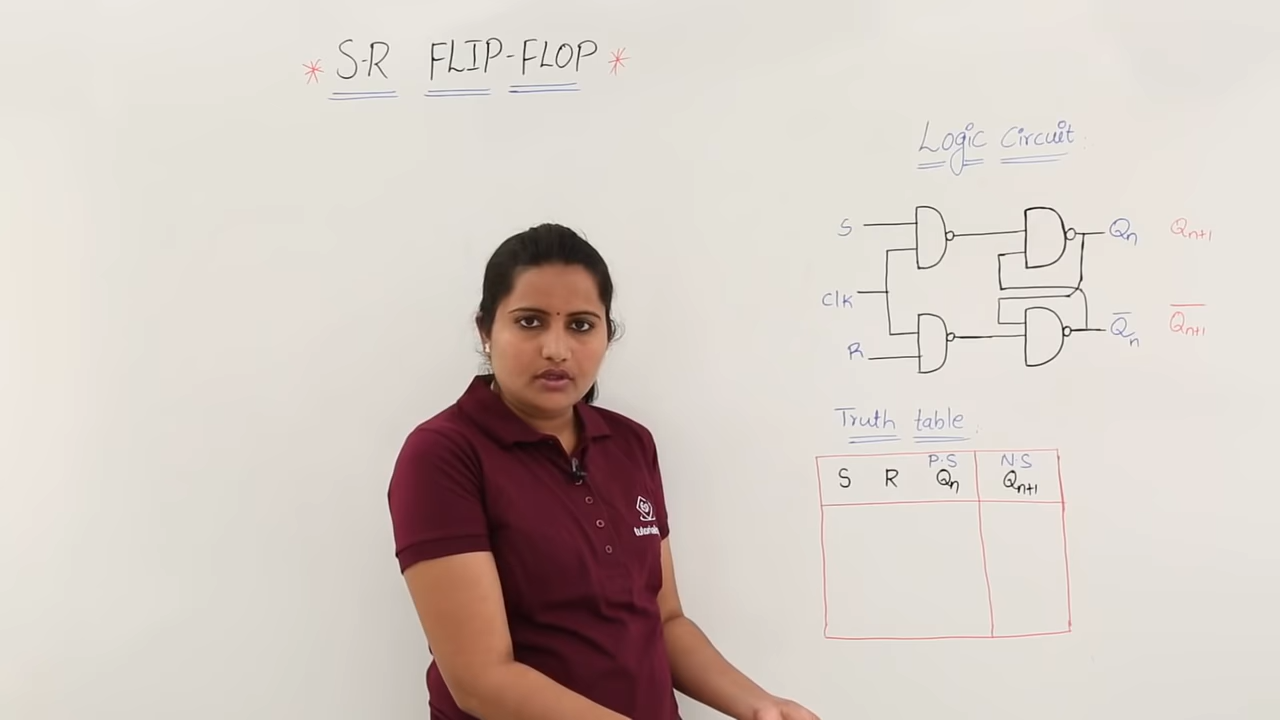 * S-R FLIP-FLOP *
Logic Circuit
S
Qn Qn+1
Clk
Q̅n Q̅n+1
R
Truth table
P.S N.S
S R Qn Qn+1